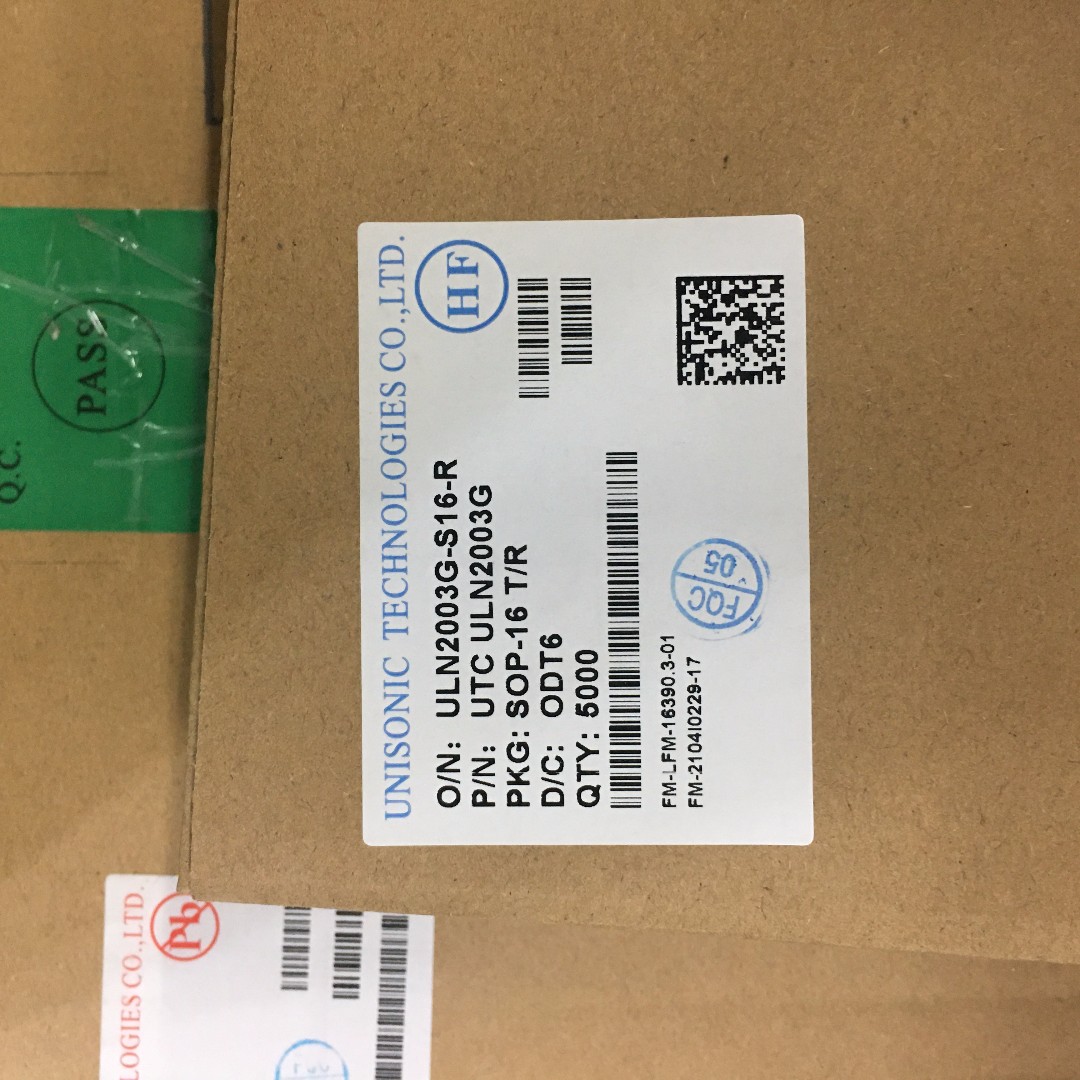 UNISONIC TECHNOLOGIES CO.,LTD.
HF
O/N: ULN2003G-S16-R
P/N: UTC ULN2003G
PKG: SOP-16 T/R
D/C: ODT6
QTY: 5000
FM-LFM-16390.3-01
FM-2104I0229-17
FQC
05
Q.C.
PASS
LOGIES CO.,LTD.
Pb